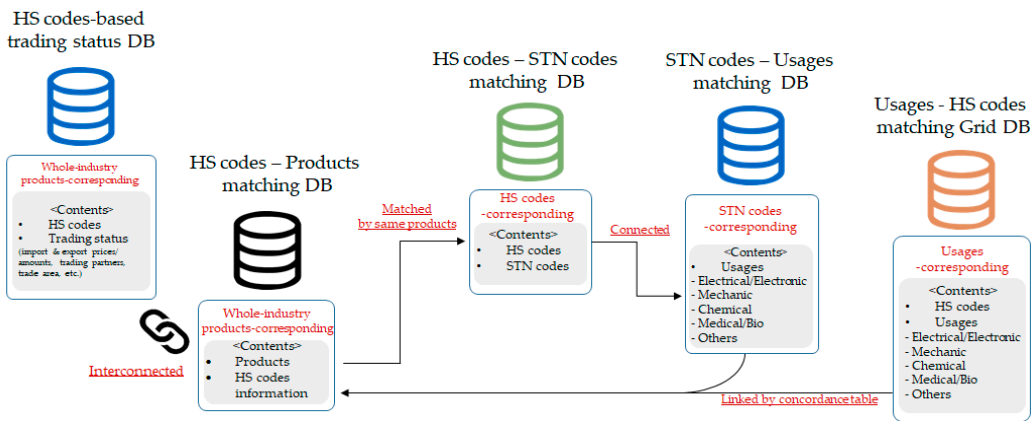 HS codes-based
trading status DB
Whole-industry
products-corresponding
<Contents>
• HS codes
• Trading status
(import & export prices/
amounts, trading partners,
trade area, etc.)
Interconnected
HS codes – Products
matching DB
Whole-industry
products-corresponding
<Contents>
• Products
• HS codes
information
Matched
by same products
HS codes – STN codes
matching DB
HS codes
-corresponding
<Contents>
• HS codes
• STN codes
Connected
STN codes – Usages
matching DB
STN codes
-corresponding
<Contents>
• Usages
- Electrical/Electronic
- Mechanic
- Chemical
- Medical/Bio
- Others
Linked by concordance table
Usages - HS codes
matching Grid DB
Usages
-corresponding
<Contents>
• HS codes
• Usages
- Electrical/Electronic
- Mechanic
- Chemical
- Medical/Bio
- Others